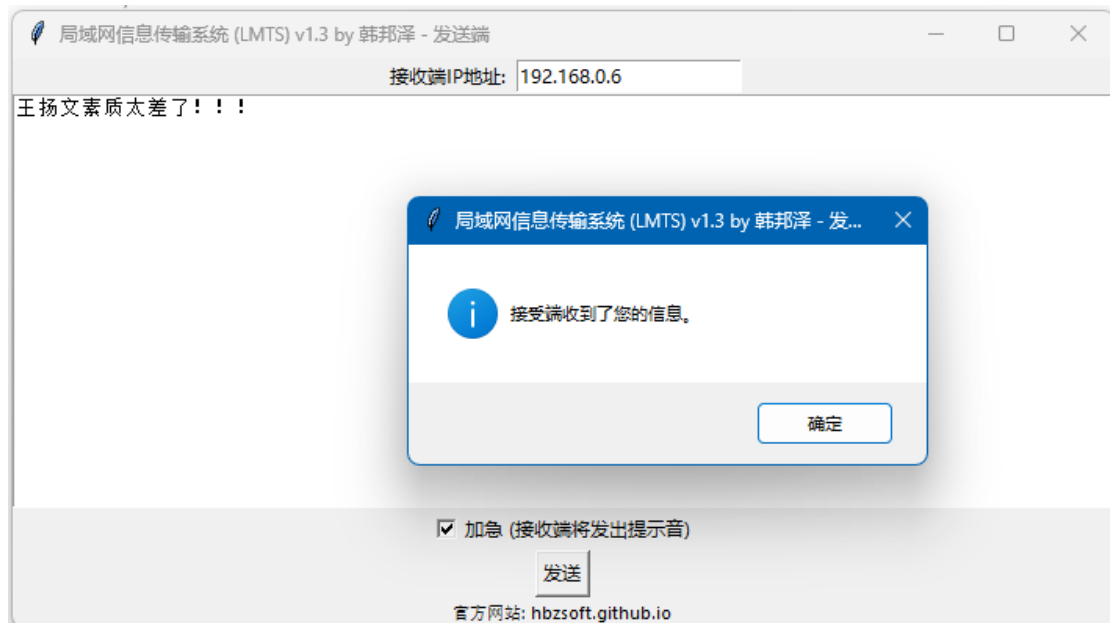 局域网信息传输系统 (LMTS) v1.3 by 韩邦泽 - 发送端
接收端IP地址: 192.168.0.6
王扬文素质太差了！！！
局域网信息传输系统 (LMTS) v1.3 by 韩邦泽 - 发...
接受端收到了您的信息。
确定
加急 (接收端将发出提示音)
发送
官方网站: hbzsoft.github.io